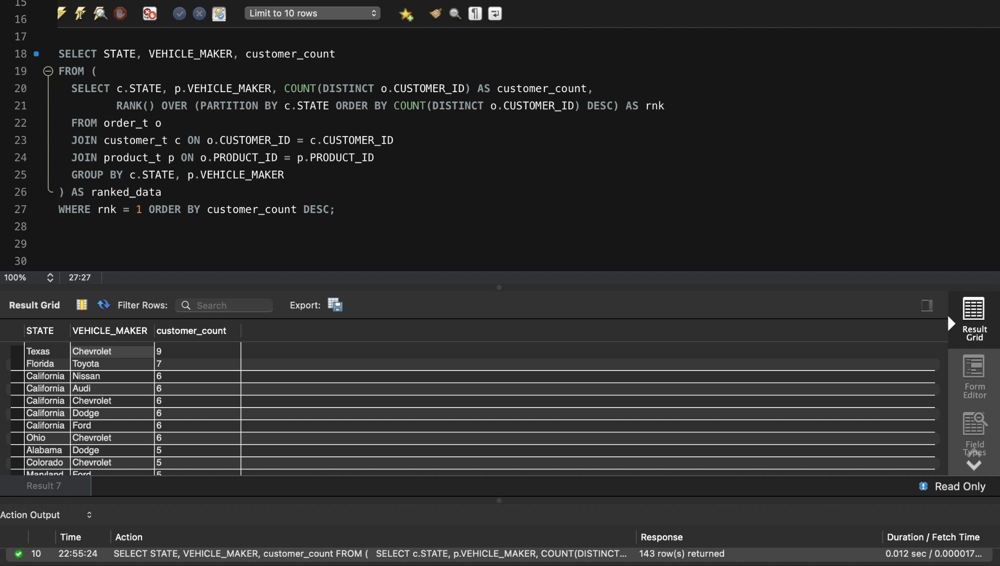 15
Limit to 10 rows
16
17
18 SELECT STATE, VEHICLE_MAKER, customer_count
19 FROM (
20 SELECT c.STATE, p.VEHICLE_MAKER, COUNT(DISTINCT o.CUSTOMER_ID) AS customer_count,
21 RANK() OVER (PARTITION BY c.STATE ORDER BY COUNT(DISTINCT o.CUSTOMER_ID) DESC) AS rnk
22 FROM order_t o
23 JOIN customer_t c ON o.CUSTOMER_ID = c.CUSTOMER_ID
24 JOIN product_t p ON o.PRODUCT_ID = p.PRODUCT_ID
25 GROUP BY c.STATE, p.VEHICLE_MAKER
26 ) AS ranked_data
27 WHERE rnk = 1 ORDER BY customer_count DESC;
28
29
30
100% 27:27
Result Grid Filter Rows: Search Export:
STATE VEHICLE_MAKER customer_count
Texas Chevrolet 9
Florida Toyota 7
California Nissan 6
California Audi 6
California Chevrolet 6
California Dodge 6
California Ford 6
Ohio Chevrolet 6
Alabama Dodge 5
Colorado Chevrolet 5
Maryland Ford 5
Result
Grid
Form
Editor
Field
Types
Result 7 Read Only
Action Output
Time Action Response Duration / Fetch Time
10 22:55:24 SELECT STATE, VEHICLE_MAKER, customer_count FROM ( SELECT c.STATE, p.VEHICLE_MAKER, COUNT(DISTINCT... 143 row(s) returned 0.012 sec / 0.000017...